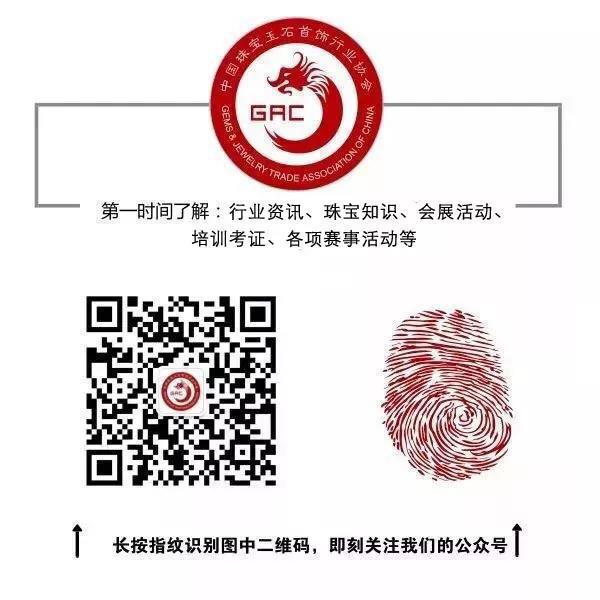 中国珠宝玉石首饰行业协会
GAC
GEMS & JEWELRY TRADE ASSOCIATION OF CHINA
第一时间了解：行业资讯、珠宝知识、会展活动、
培训考证、各项赛事活动等
GAC
长按指纹识别图中二维码，即刻关注我们的公众号